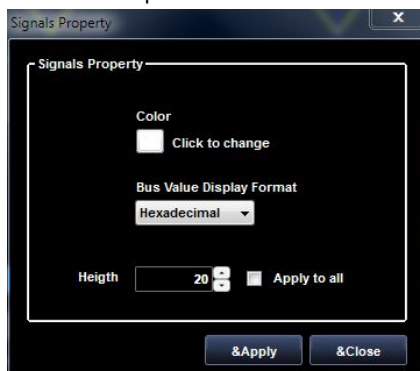 Signals Property
x
Signals Property
Color
Click to change
Bus Value Display Format
Hexadecimal
Heigth 20 Apply to all
&Apply &Close